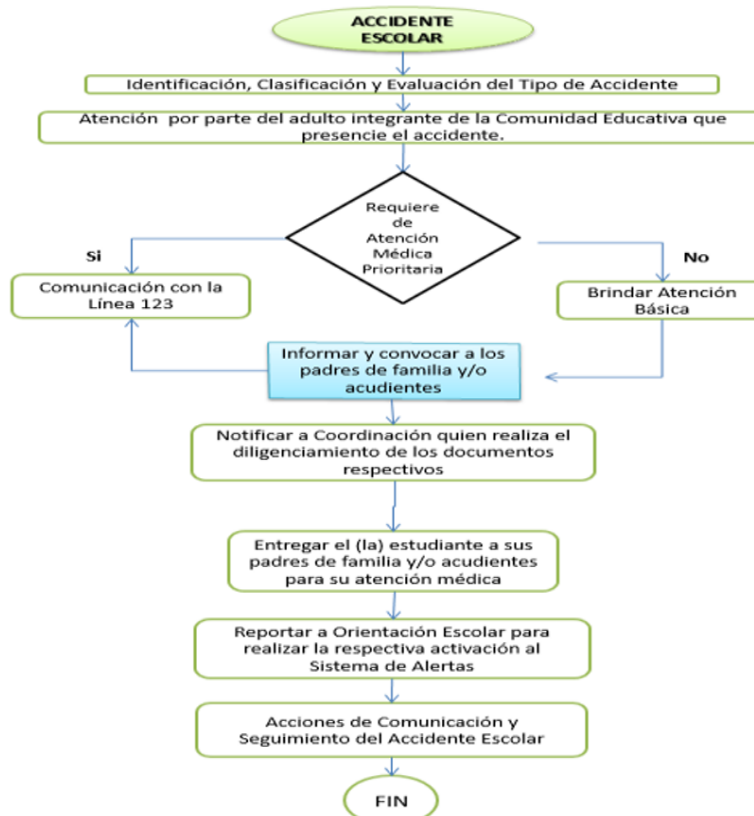 ACCIDENTE
ESCOLAR
Identificación, Clasificación y Evaluación del Tipo de Accidente
Atención por parte del adulto integrante de la Comunidad Educativa que
presencie el accidente.
Requiere
de
Atención
Médica
Prioritaria
Si
No
Comunicación con la
Línea 123
Brindar Atención
Básica
Informar y convocar a los
padres de familia y/o
acudientes
Notificar a Coordinación quien realiza el
diligenciamiento de los documentos
respectivos
Entregar el (la) estudiante a sus
padres de familia y/o acudientes
para su atención médica
Reportar a Orientación Escolar para
realizar la respectiva activación al
Sistema de Alertas
Acciones de Comunicación y
Seguimiento del Accidente Escolar
FIN